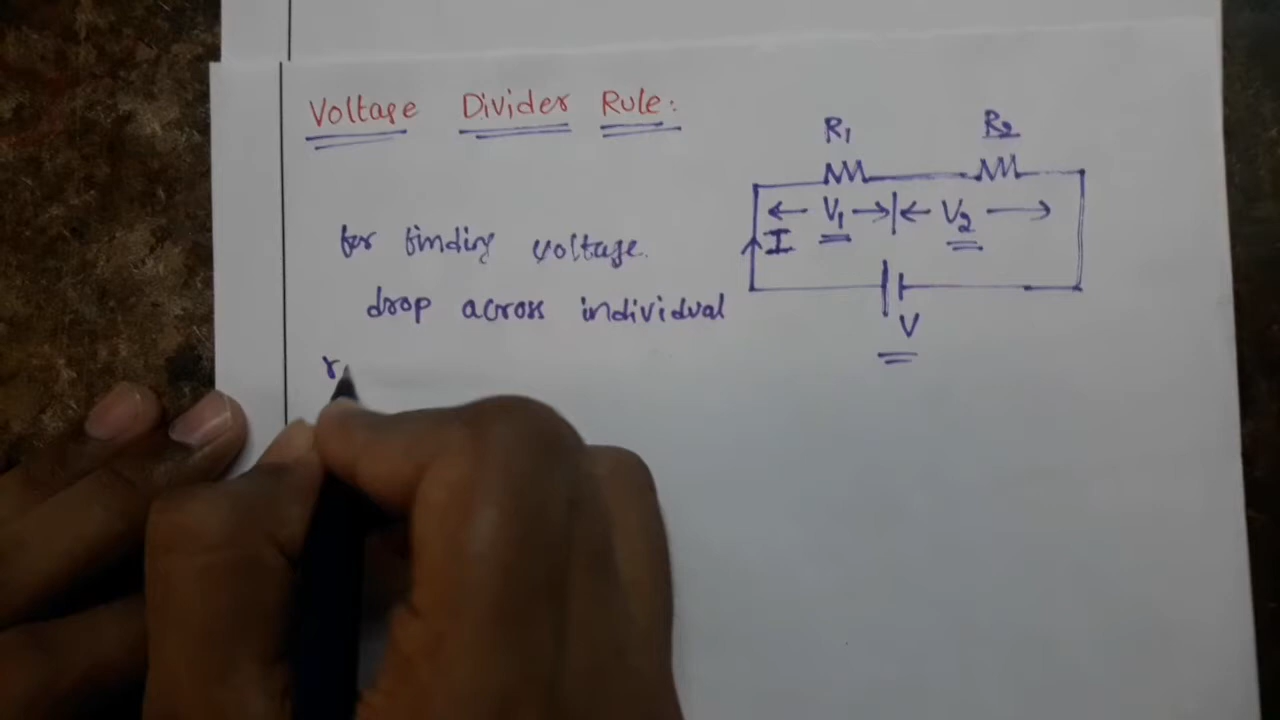 Voltage Divider Rule:
R1 R2
for finding voltage.
V1 V2
I
drop across individual
V
r